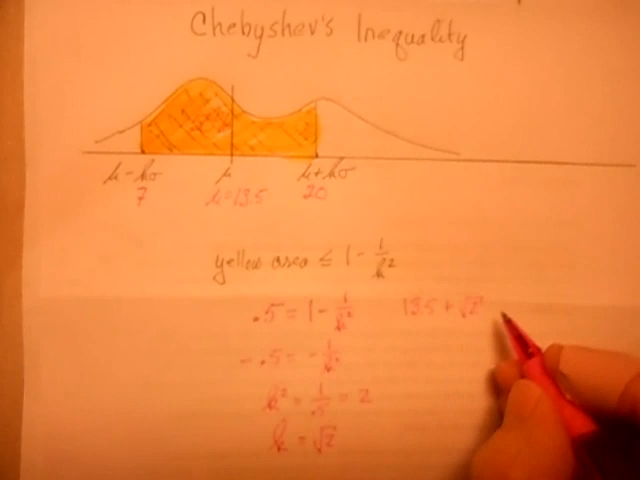 Chebyshev's Inequality
μ-kσ μ μ+kσ
7 μ=13.5 20
yellow area ≤ 1 - 1/k²
.5 = 1 - 1/k² 13.5 + √2
- .5 = - 1/k²
k² = 1/.5 = 2
k = √2